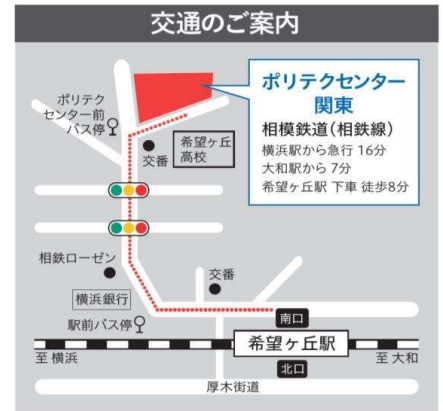 交通のご案内
ポリテクセンター
関東
相模鉄道(相鉄線)
横浜駅から急行 16分
大和駅から 7分
希望ヶ丘駅 下車 徒歩8分
ポリテク
センター前
バス停
交番
希望ヶ丘
高校
相鉄ローゼン
交番
横浜銀行
駅前バス停
南口
希望ヶ丘駅
至 横浜
至 大和
北口
厚木街道